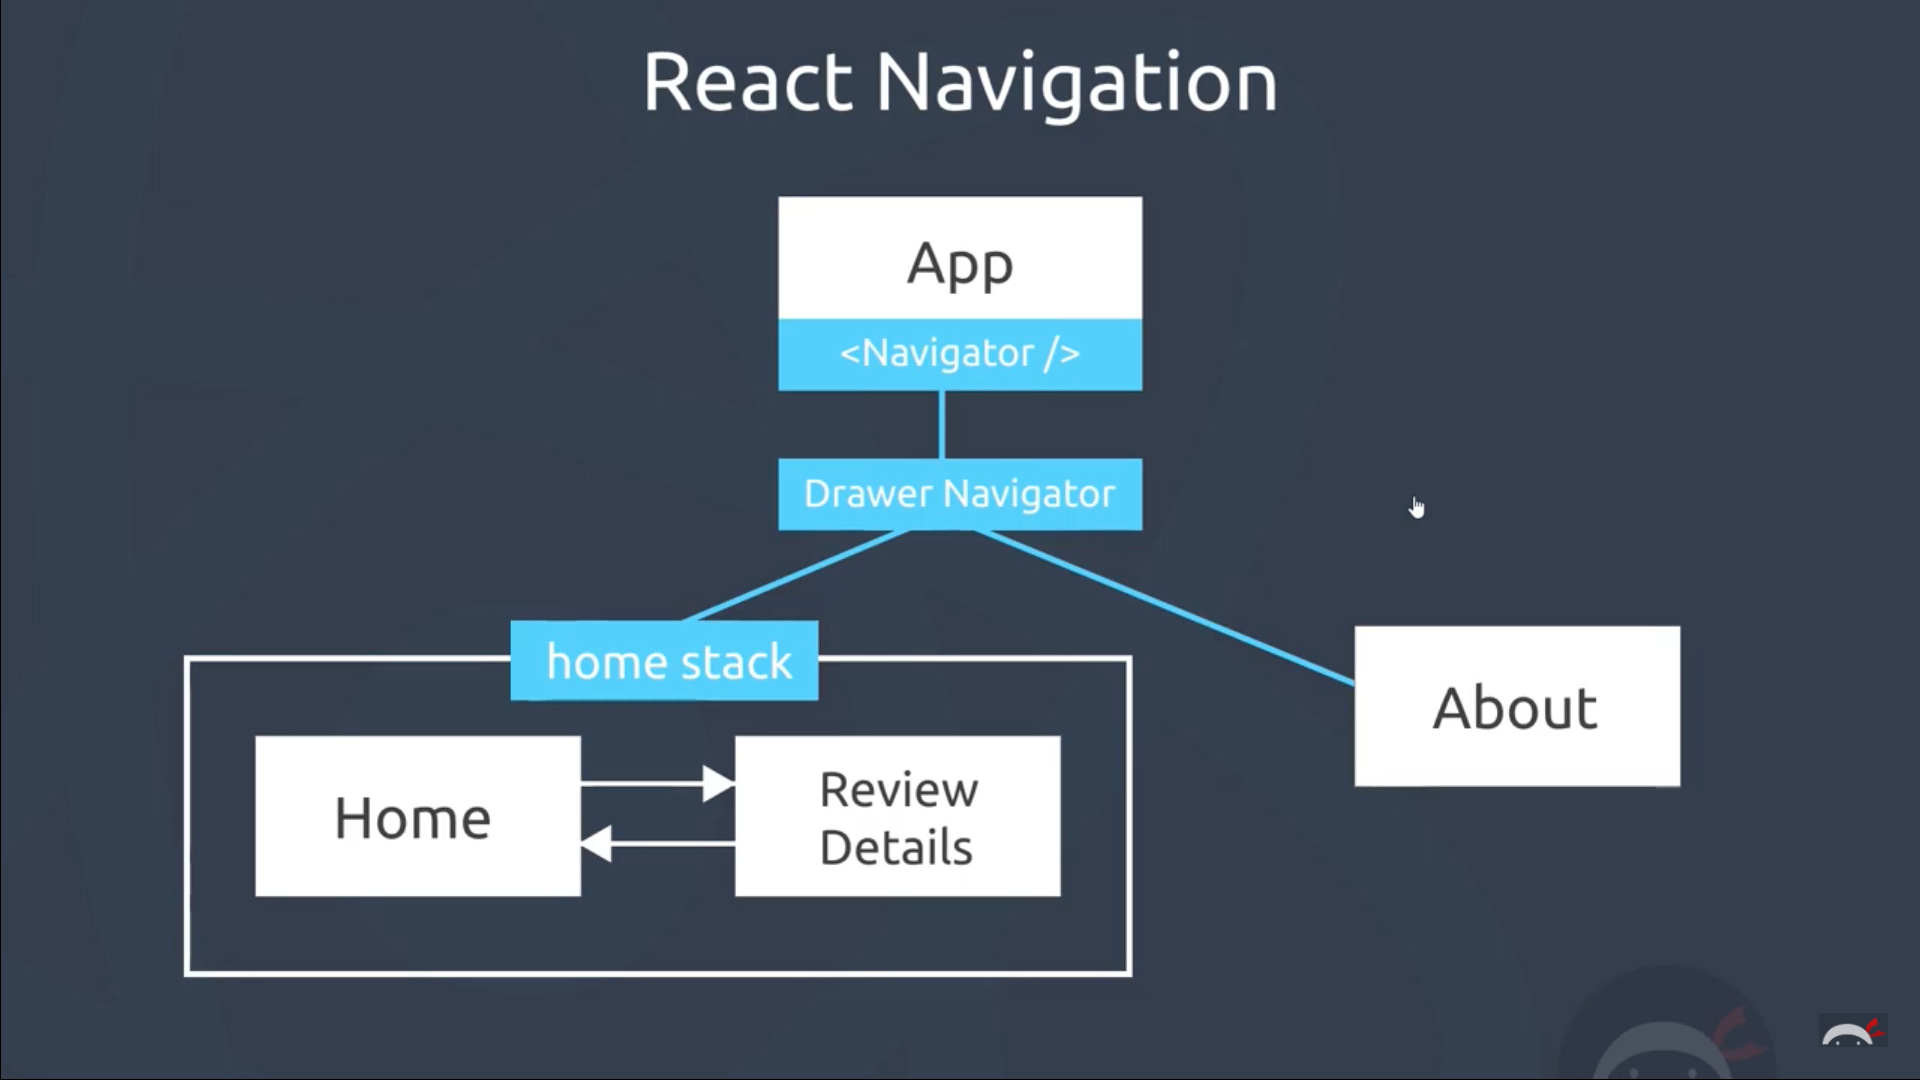 React Navigation
App
<Navigator />
Drawer Navigator
home stack
Home
Review
Details
About